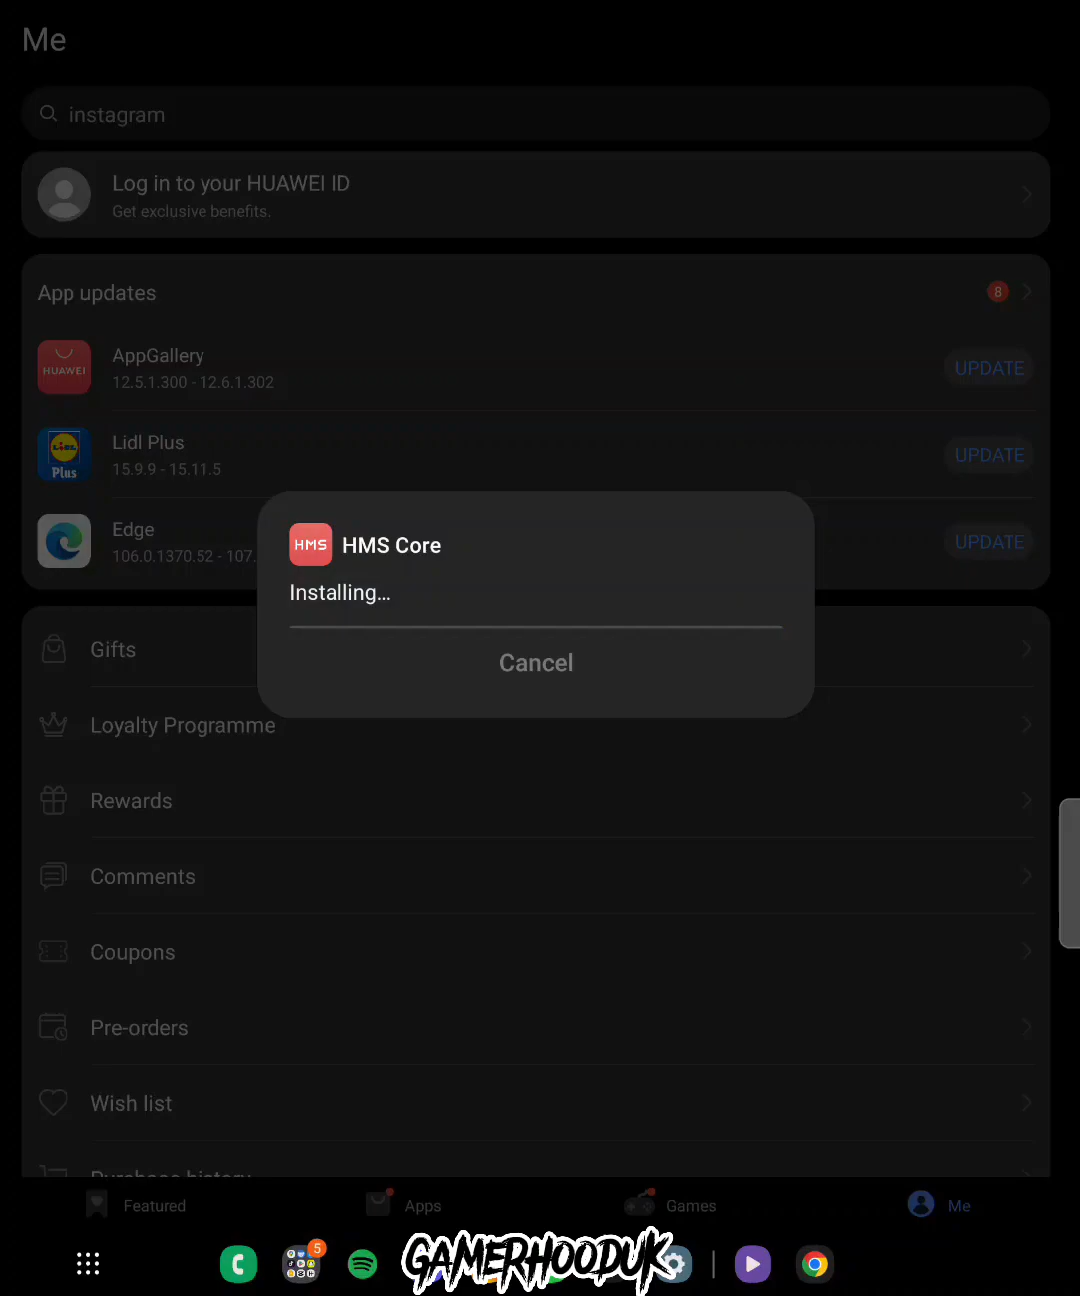 Me
instagram
Log in to your HUAWEI ID
Get exclusive benefits.
App updates
8
HUAWEI
AppGallery
12.5.1.300 - 12.6.1.302
UPDATE
LiDL
Plus
Lidl Plus
15.9.9 - 15.11.5
UPDATE
Edge
106.0.1370.52 - 107.
UPDATE
HMS
HMS Core
Installing...
Cancel
Gifts
Loyalty Programme
Rewards
Comments
Coupons
Pre-orders
Wish list
Purchase history
Featured
Apps
Games
Me
5
GAMERHOODUK